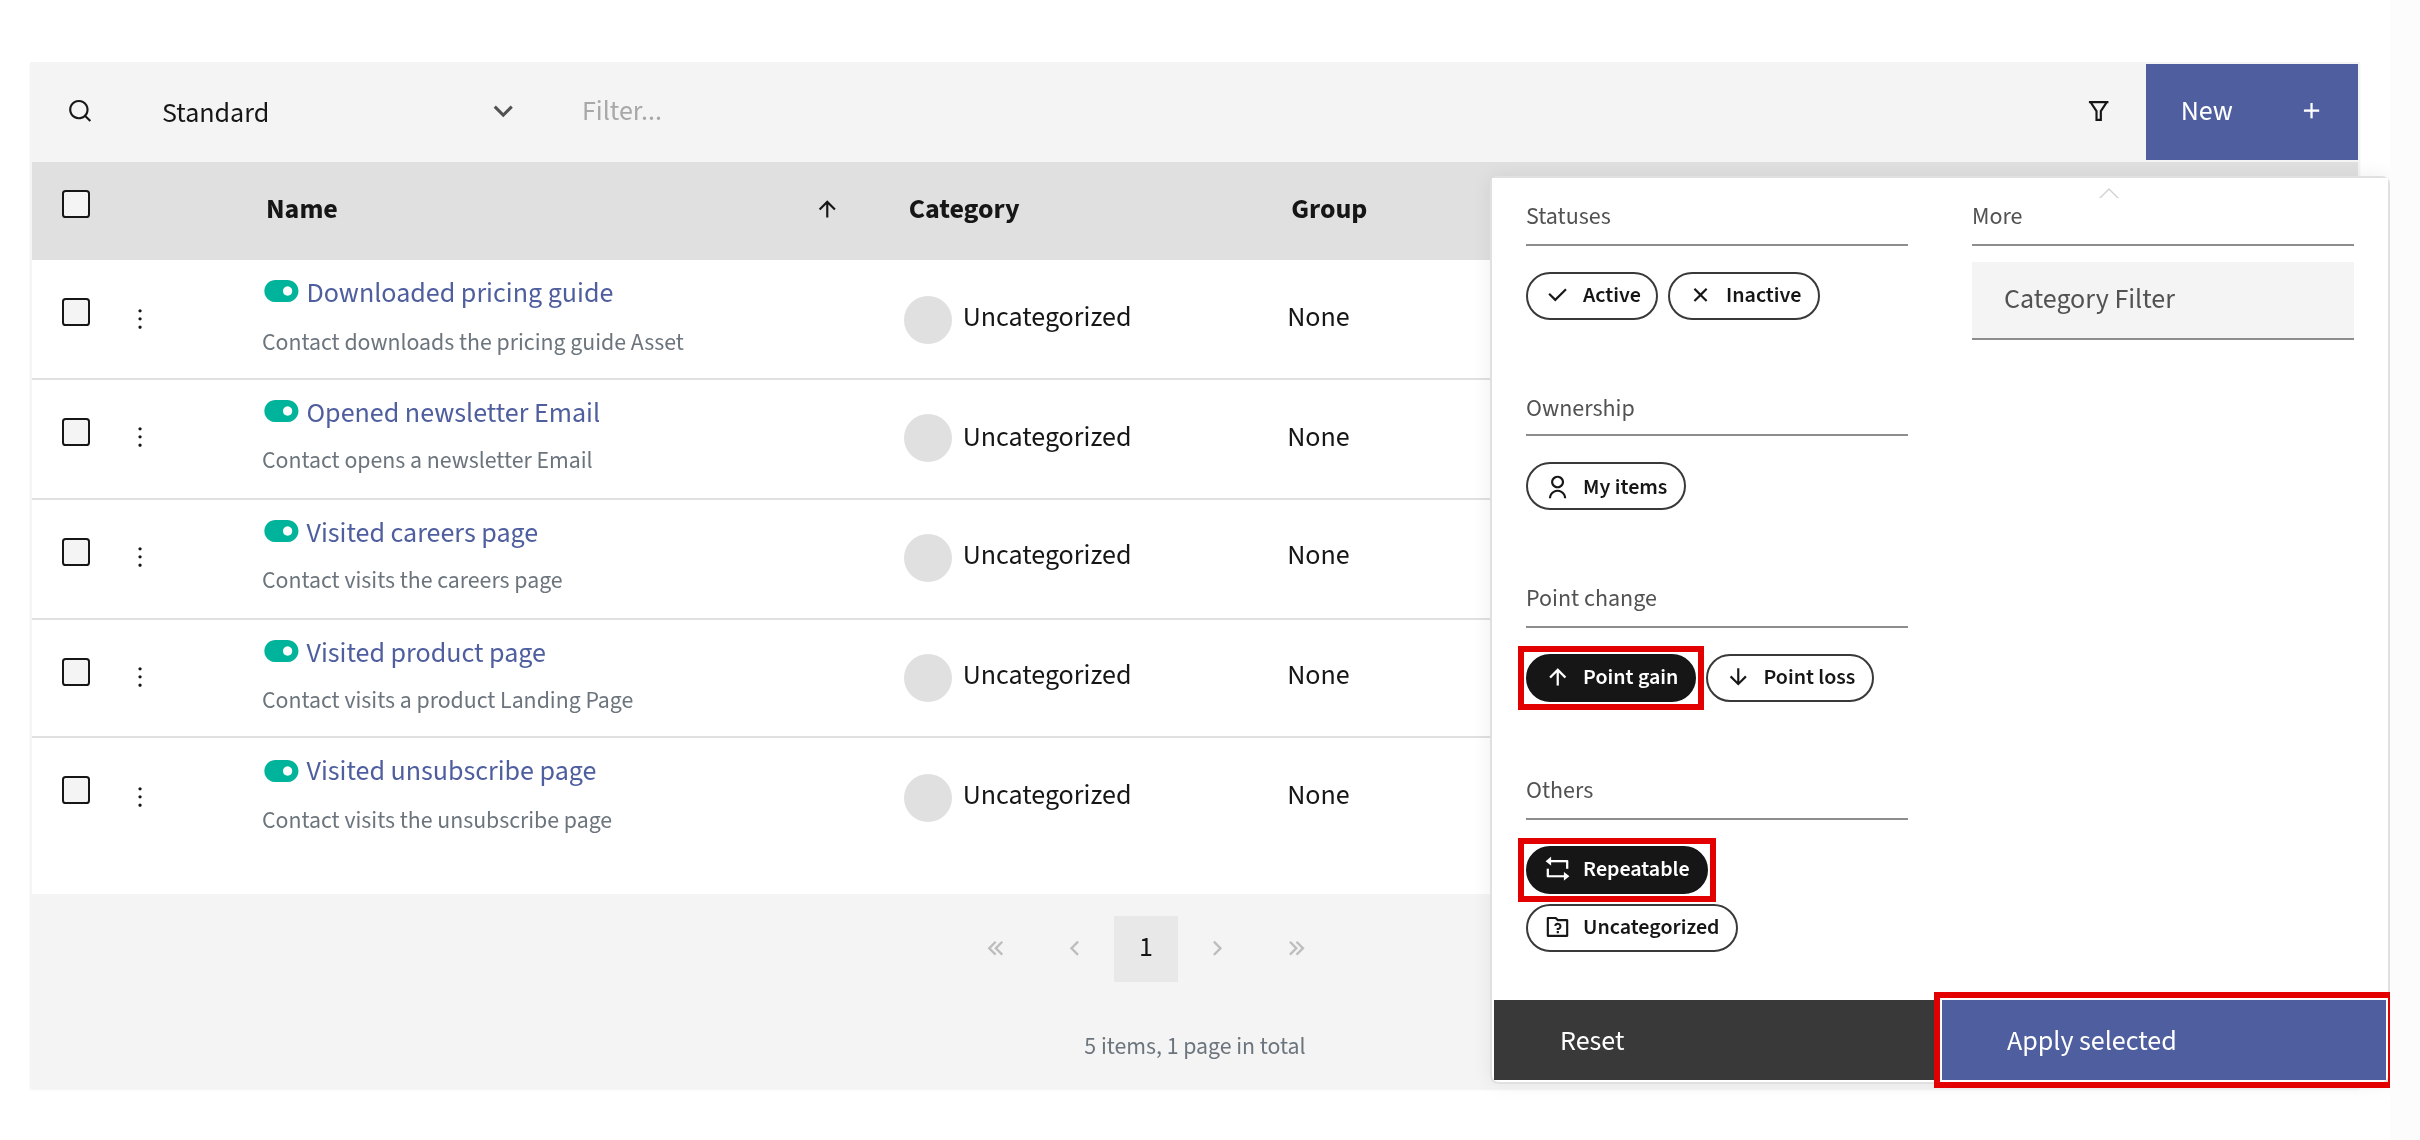 Standard
Filter...
New +
Name
Category
Group
Downloaded pricing guide
Contact downloads the pricing guide Asset
Uncategorized
None
Opened newsletter Email
Contact opens a newsletter Email
Uncategorized
None
Visited careers page
Contact visits the careers page
Uncategorized
None
Visited product page
Contact visits a product Landing Page
Uncategorized
None
Visited unsubscribe page
Contact visits the unsubscribe page
Uncategorized
None
« ‹ 1 › »
5 items, 1 page in total
Statuses
Active
Inactive
Ownership
My items
Point change
Point gain
Point loss
Others
Repeatable
Uncategorized
More
Category Filter
Reset
Apply selected